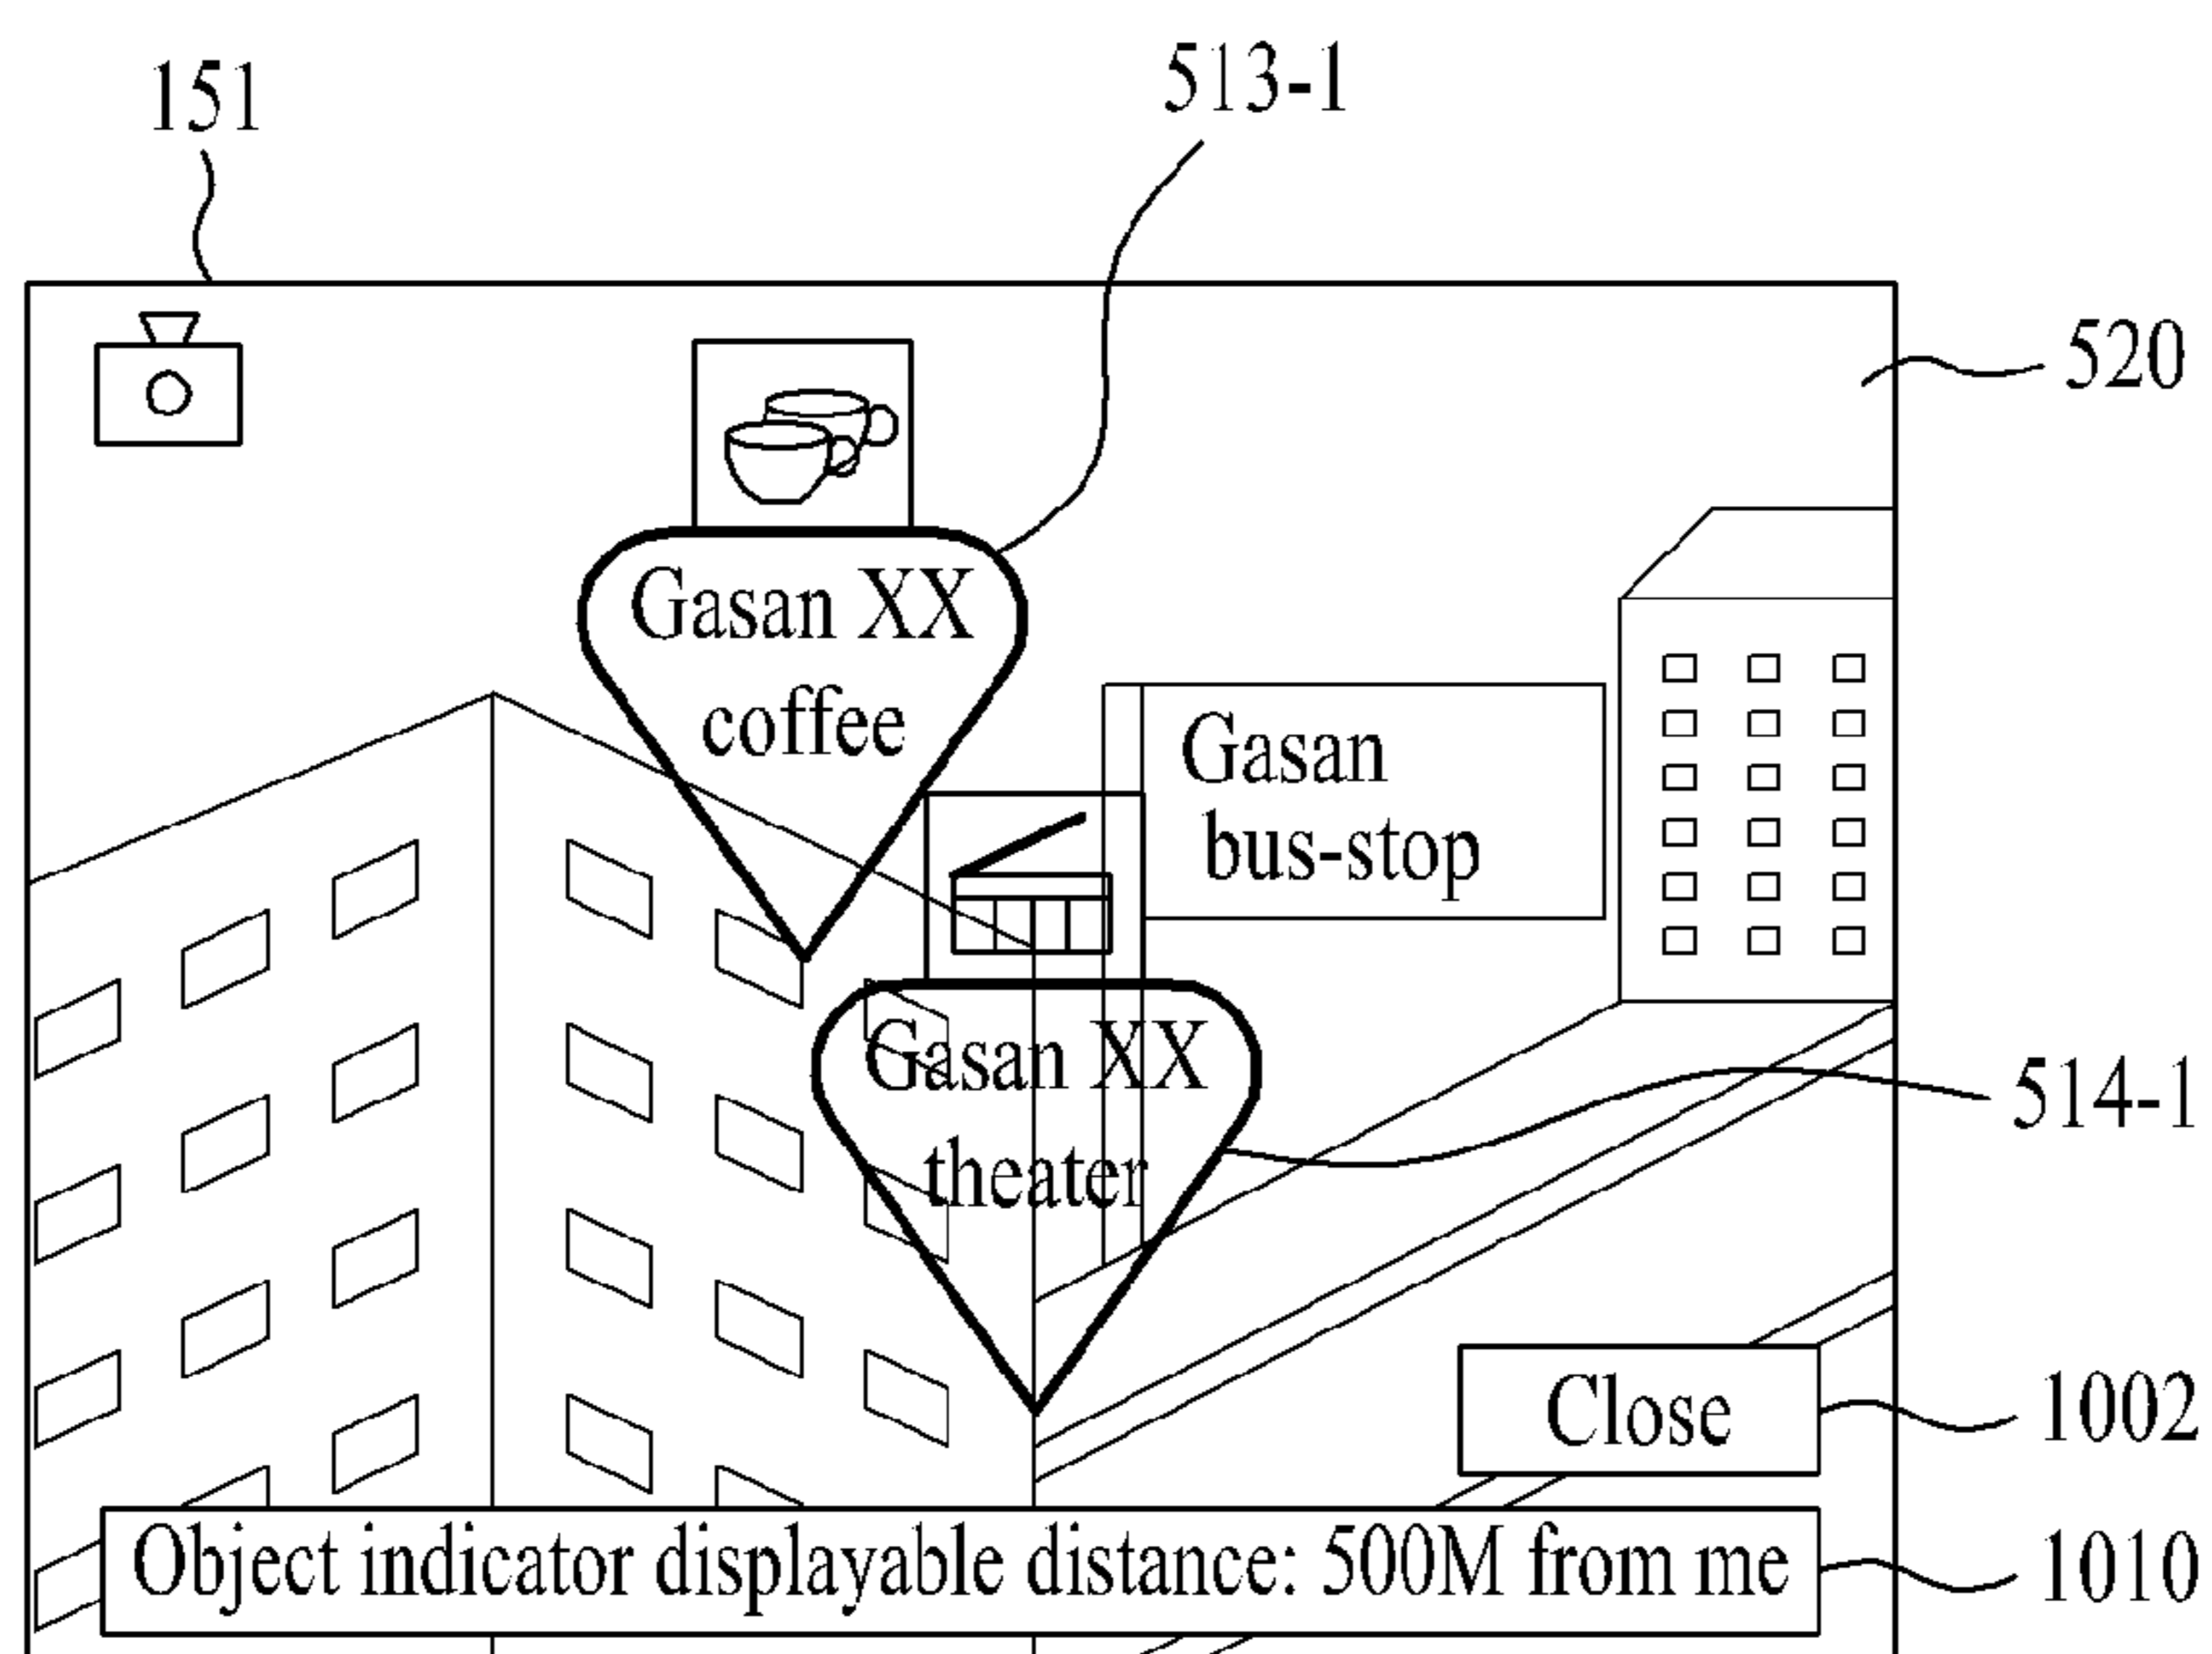 151
513-1
520
Gasan XX
coffee
Gasan
bus-stop
Gasan XX
theater
514-1
Close
1002
Object indicator displayable distance: 500M from me
1010